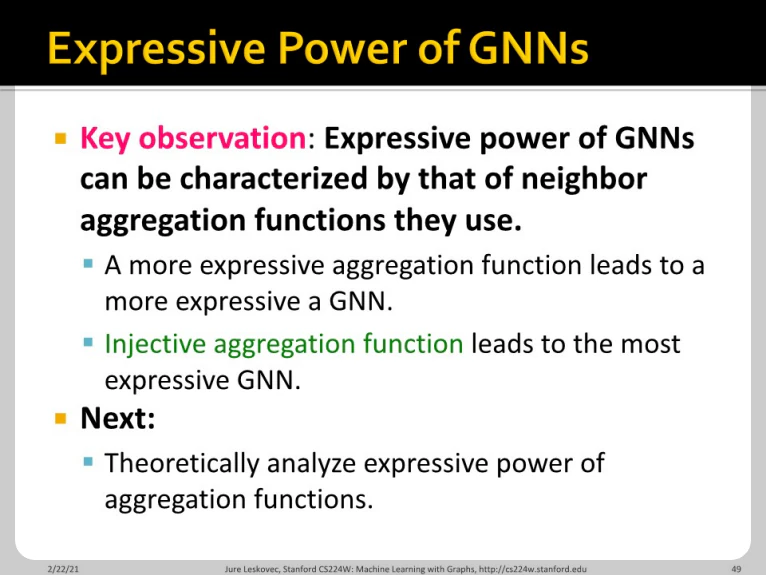 Expressive Power of GNNs
Key observation: Expressive power of GNNs
can be characterized by that of neighbor
aggregation functions they use.
A more expressive aggregation function leads to a
more expressive a GNN.
Injective aggregation function leads to the most
expressive GNN.
Next:
Theoretically analyze expressive power of
aggregation functions.
2/22/21 Jure Leskovec, Stanford CS224W: Machine Learning with Graphs, http://cs224w.stanford.edu 49